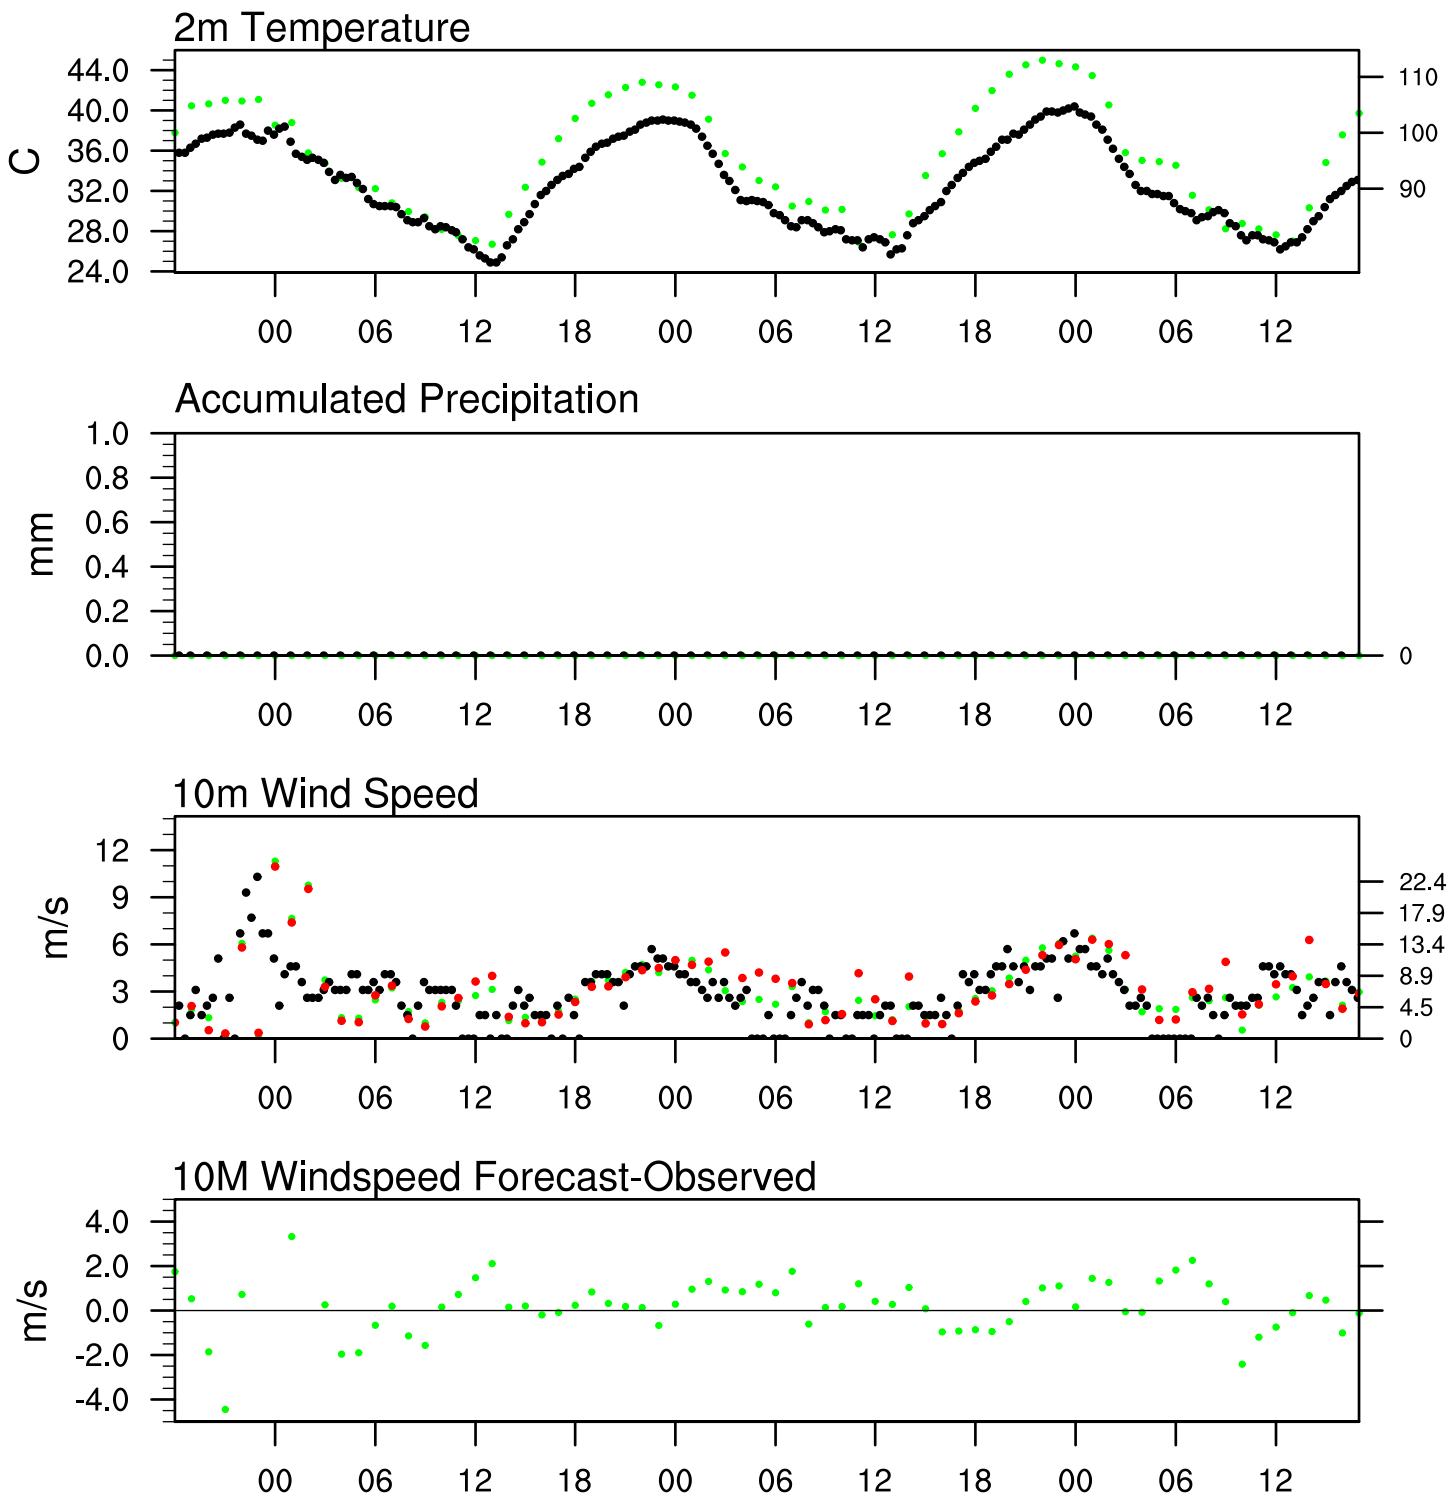 2m Temperature
44.0
40.0
36.0
32.0
28.0
24.0
C
110
100
90
00 06 12 18 00 06 12 18 00 06 12
Accumulated Precipitation
1.0
0.8
0.6
0.4
0.2
0.0
mm
0
00 06 12 18 00 06 12 18 00 06 12
10m Wind Speed
12
9
6
3
0
m/s
22.4
17.9
13.4
8.9
4.5
0
00 06 12 18 00 06 12 18 00 06 12
10M Windspeed Forecast-Observed
4.0
2.0
0.0
-2.0
-4.0
m/s
00 06 12 18 00 06 12 18 00 06 12